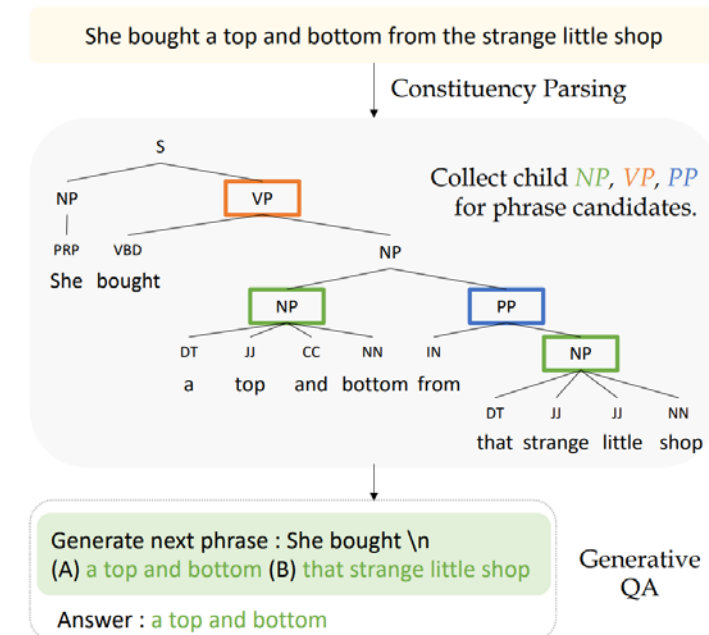 She bought a top and bottom from the strange little shop
Constituency Parsing
Collect child NP, VP, PP
for phrase candidates.
S
NP VP
PRP VBD NP
She bought
NP PP
DT JJ CC NN IN NP
a top and bottom from
DT JJ JJ NN
that strange little shop
Generate next phrase : She bought \n
(A) a top and bottom (B) that strange little shop
Answer : a top and bottom
Generative
QA